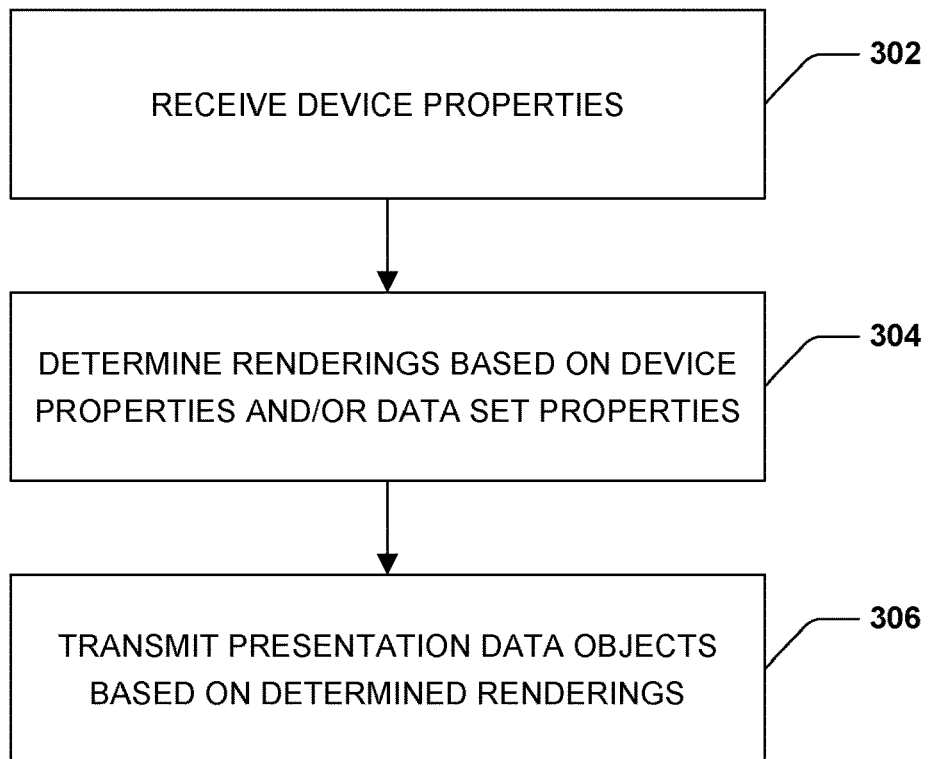 302
RECEIVE DEVICE PROPERTIES
304
DETERMINE RENDERINGS BASED ON DEVICE
PROPERTIES AND/OR DATA SET PROPERTIES
306
TRANSMIT PRESENTATION DATA OBJECTS
BASED ON DETERMINED RENDERINGS